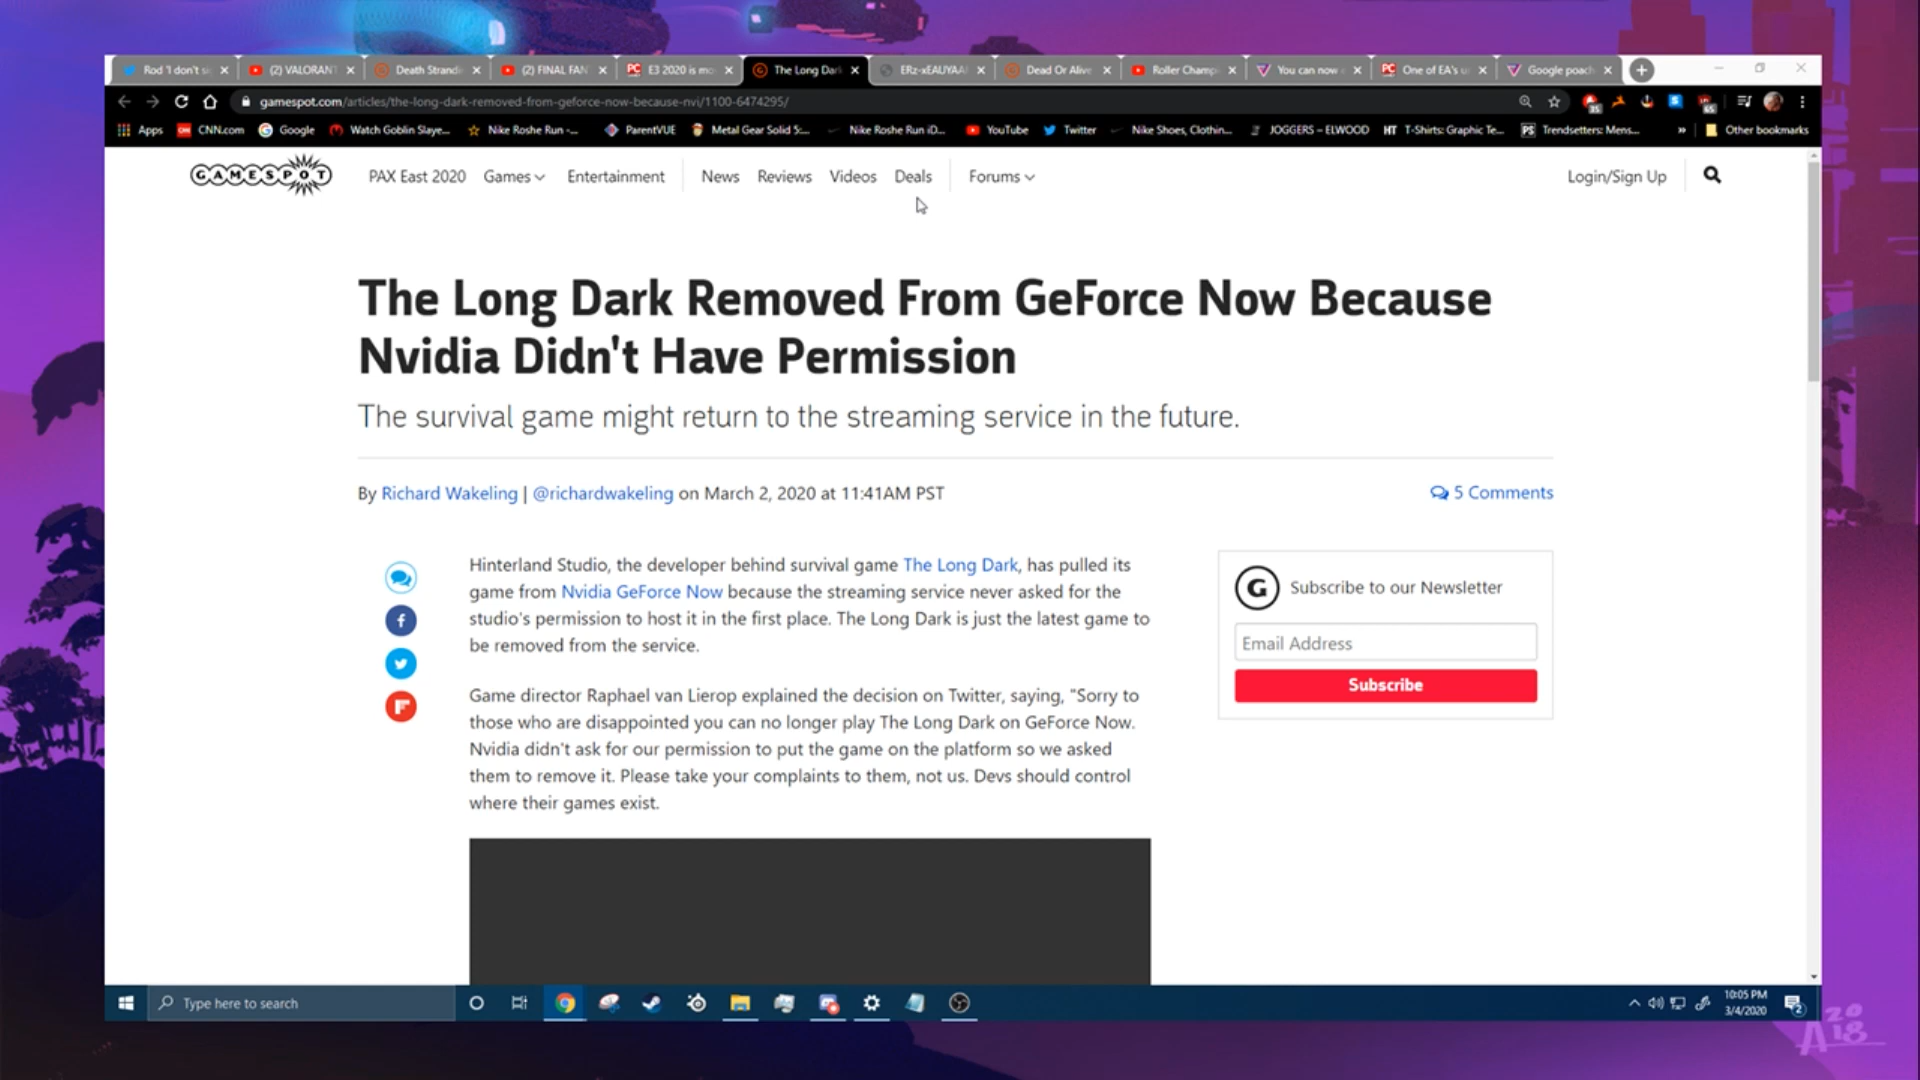 Rod 'I don't su
(2) VALORANT
Death Strandi
(2) FINAL FAN
E3 2020 is mo
The Long Dark
ERz-xEAUYAA
Dead Or Alive
Roller Champ
You can now
One of EA's u
Google poach
gamespot.com/articles/the-long-dark-removed-from-geforce-now-because-nvi/1100-6474295/
Apps
CNN.com
Google
Watch Goblin Slaye...
Nike Roshe Run -...
ParentVUE
Metal Gear Solid 5:...
Nike Roshe Run iD...
YouTube
Twitter
Nike Shoes, Clothin...
JOGGERS – ELWOOD
HT T-Shirts: Graphic Te...
PS Trendsetters: Mens...
» Other bookmarks
GAMESPOT
PAX East 2020
Games
Entertainment
News
Reviews
Videos
Deals
Forums
Login/Sign Up
The Long Dark Removed From GeForce Now Because
Nvidia Didn't Have Permission
The survival game might return to the streaming service in the future.
By Richard Wakeling | @richardwakeling on March 2, 2020 at 11:41AM PST
5 Comments
Hinterland Studio, the developer behind survival game The Long Dark, has pulled its
game from Nvidia GeForce Now because the streaming service never asked for the
studio's permission to host it in the first place. The Long Dark is just the latest game to
be removed from the service.
Game director Raphael van Lierop explained the decision on Twitter, saying, "Sorry to
those who are disappointed you can no longer play The Long Dark on GeForce Now.
Nvidia didn't ask for our permission to put the game on the platform so we asked
them to remove it. Please take your complaints to them, not us. Devs should control
where their games exist.
Subscribe to our Newsletter
Email Address
Subscribe
Type here to search
10:05 PM
3/4/2020
2018